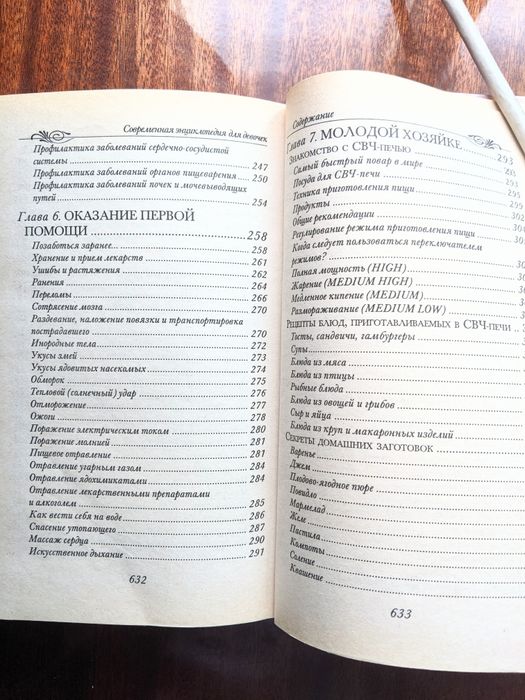 Современная энциклопедия для девочек
Профилактика заболеваний сердечно-сосудистой
системы 247
Профилактика заболеваний органов пищеварения 250
Профилактика заболеваний почек и мочевыводящих
путей 254
Глава 6. ОКАЗАНИЕ ПЕРВОЙ
ПОМОЩИ 258
Позаботься заранее... 258
Хранение и прием лекарств 261
Ушибы и растяжения 262
Ранения 264
Переломы 266
Сотрясение мозга 270
Раздевание, наложение повязки и транспортировка
пострадавшего 270
Инородные тела 272
Укусы змей 273
Укусы ядовитых насекомых 274
Обморок 275
Тепловой (солнечный) удар 276
Отморожение 277
Ожоги 278
Поражение электрическим током 280
Поражение молнией 281
Пищевое отравление 281
Отравление угарным газом 284
Отравление ядохимикатами 284
Отравление лекарственными препаратами
и алкоголем 285
Как вести себя на воде 286
Спасение утопающего 287
Массаж сердца 290
Искусственное дыхание 291
632
Содержание
Глава 7. МОЛОДОЙ ХОЗЯЙКЕ 293
ЗНАКОМСТВО С СВЧ-ПЕЧЬЮ
Самый быстрый повар в мире
Посуда для СВЧ-печи
Техника приготовления пищи
Продукты
Общие рекомендации
Регулирование режима приготовления пищи
Когда следует пользоваться переключателем
режимов?
Полная мощность (HIGH)
Жарение (MEDIUM HIGH)
Медленное кипение (MEDIUM)
Размораживание (MEDIUM LOW)
РЕЦЕПТЫ БЛЮД, ПРИГОТАВЛИВАЕМЫХ В СВЧ-ПЕЧИ
Тосты, сандвичи, гамбургеры
Супы
Блюда из мяса
Блюда из птицы
Рыбные блюда
Блюда из овощей и грибов
Сыр и яйца
Блюда из круп и макаронных изделий
СЕКРЕТЫ ДОМАШНИХ ЗАГОТОВОК
Варенье
Джем
Плодово-ягодное пюре
Повидло
Мармелад
Желе
Пастила
Компоты
Соление
Квашение
633